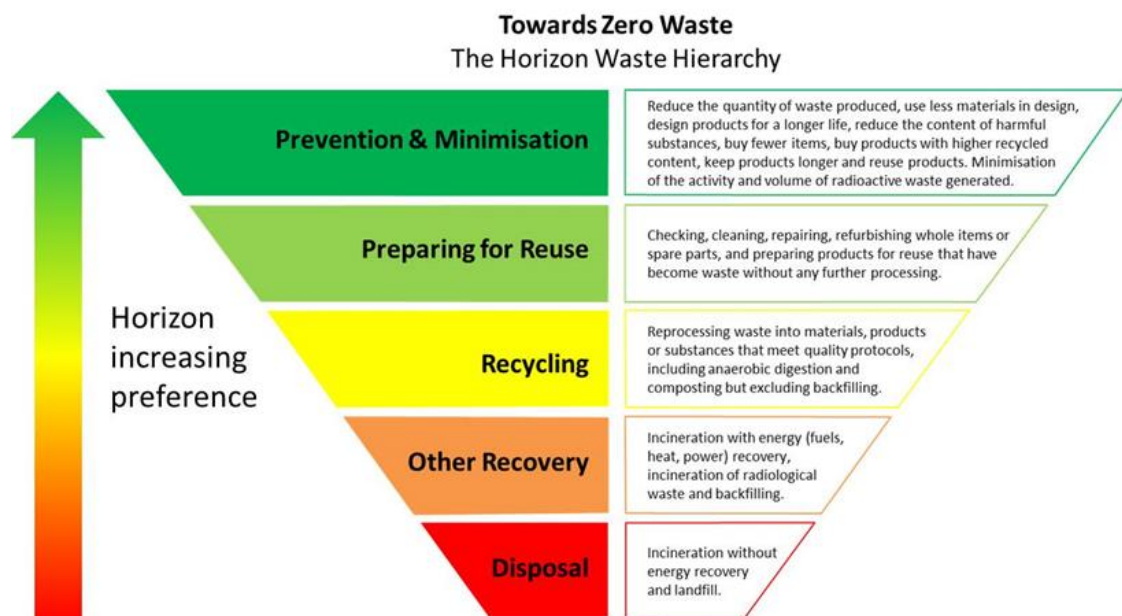 Towards Zero Waste
The Horizon Waste Hierarchy
Horizon
increasing
preference
Prevention & Minimisation
Reduce the quantity of waste produced, use less materials in design,
design products for a longer life, reduce the content of harmful
substances, buy fewer items, buy products with higher recycled
content, keep products longer and reuse products. Minimisation
of the activity and volume of radioactive waste generated.
Preparing for Reuse
Checking, cleaning, repairing, refurbishing whole items or
spare parts, and preparing products for reuse that have
become waste without any further processing.
Recycling
Reprocessing waste into materials, products
or substances that meet quality protocols,
including anaerobic digestion and
composting but excluding backfilling.
Other Recovery
Incineration with energy (fuels,
heat, power) recovery,
incineration of radiological
waste and backfilling.
Disposal
Incineration without
energy recovery
and landfill.